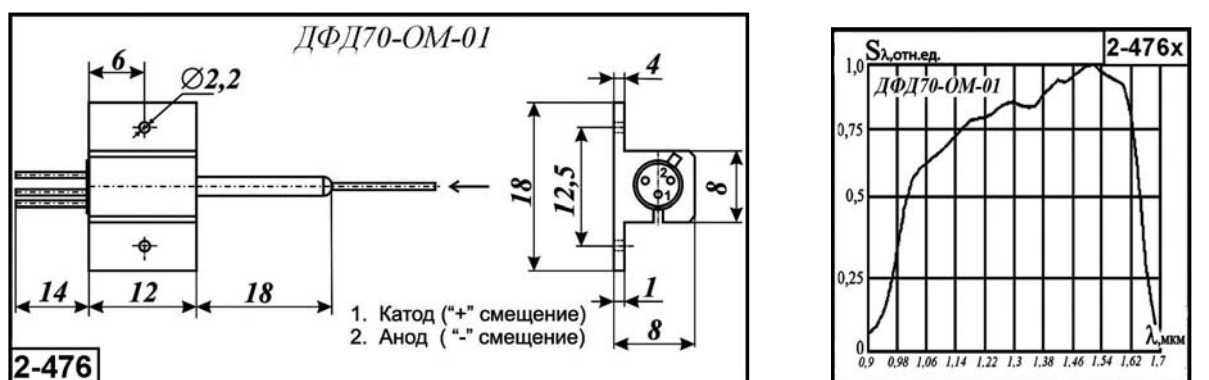 ДФД70-ОМ-01
6
Ø2,2
4
18
12,5
2
1
8
14
12
18
1
8
1. Катод ("+" смещение)
2. Анод ( "-" смещение)
2-476
Sλ,отн.ед.
2-476х
1,0
ДФД70-ОМ-01
0,75
0,5
0,25
0
λ,мкм
0,9 0,98 1,06 1,14 1.22 1,3 1,38 1,46 1,54 1,62 1,7